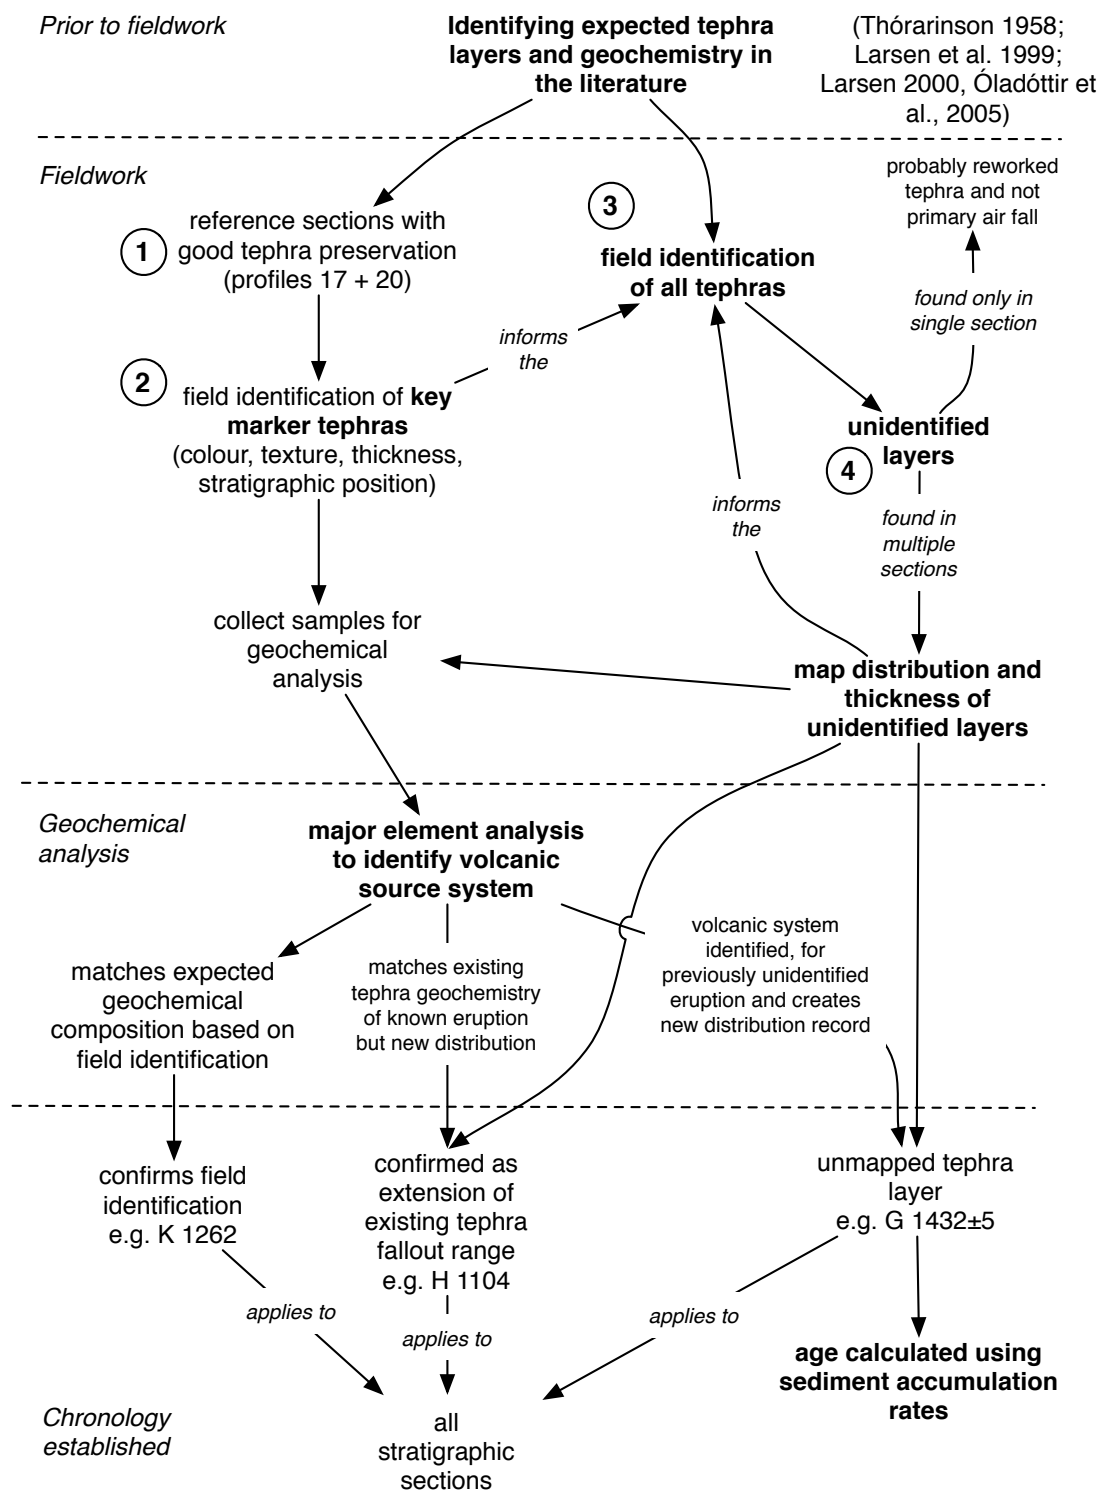 Prior to fieldwork
Identifying expected tephra
layers and geochemistry in
the literature
(Thórarinson 1958;
Larsen et al. 1999;
Larsen 2000, Óladóttir et
al., 2005)
Fieldwork
probably reworked
tephra and not
primary air fall
1
reference sections with
good tephra preservation
(profiles 17 + 20)
3
field identification
of all tephras
found only in
single section
informs
the
2
field identification of key
marker tephras
(colour, texture, thickness,
stratigraphic position)
unidentified
layers
4
informs
the
found in
multiple
sections
collect samples for
geochemical
analysis
map distribution and
thickness of
unidentified layers
Geochemical
analysis
major element analysis
to identify volcanic
source system
matches expected
geochemical
composition based on
field identification
matches existing
tephra geochemistry
of known eruption
but new distribution
volcanic system
identified, for
previously unidentified
eruption and creates
new distribution record
confirms field
identification
e.g. K 1262
confirmed as
extension of
existing tephra
fallout range
e.g. H 1104
unmapped tephra
layer
e.g. G 1432±5
applies to
applies to
applies to
age calculated using
sediment accumulation
rates
Chronology
established
all
stratigraphic
sections